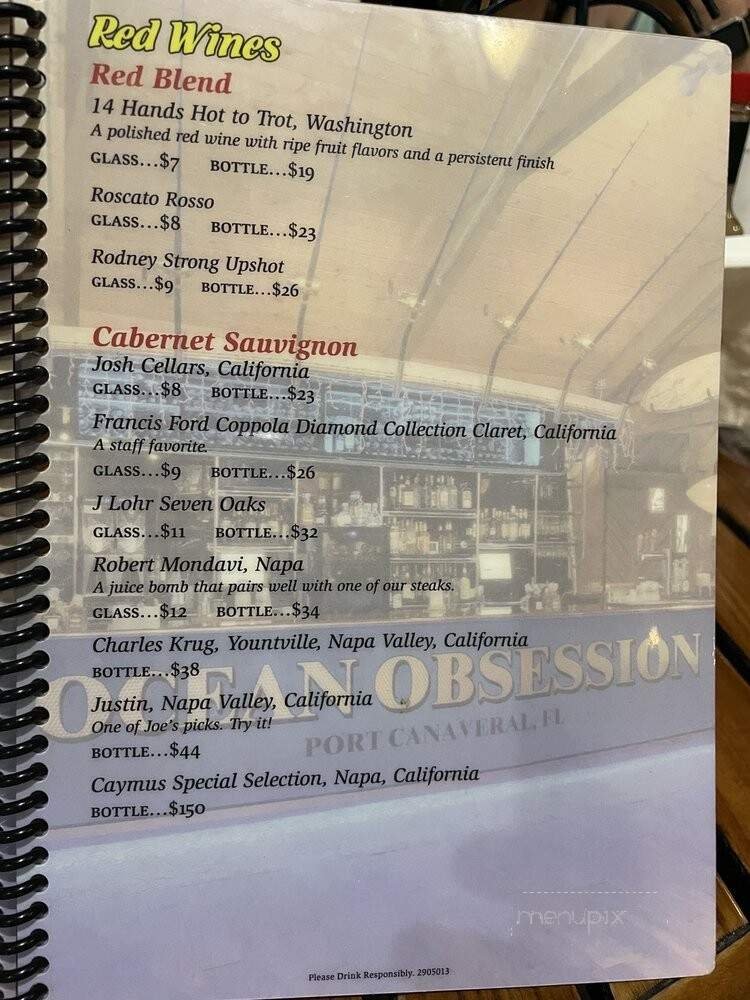 Red Wines
Red Blend
14 Hands Hot to Trot, Washington
A polished red wine with ripe fruit flavors and a persistent finish
GLASS...$7 BOTTLE...$19
Roscato Rosso
GLASS...$8 BOTTLE...$23
Rodney Strong Upshot
GLASS...$9 BOTTLE...$26
Cabernet Sauvignon
Josh Cellars, California
GLASS...$8 BOTTLE...$23
Francis Ford Coppola Diamond Collection Claret, California
A staff favorite.
GLASS...$9 BOTTLE...$26
J Lohr Seven Oaks
GLASS...$11 BOTTLE...$32
Robert Mondavi, Napa
A juice bomb that pairs well with one of our steaks.
GLASS...$12 BOTTLE...$34
Charles Krug, Yountville, Napa Valley, California
BOTTLE...$38
OCEAN OBSESSION
Justin, Napa Valley, California
One of Joe's picks. Try it!
PORT CANAVERAL, FL
BOTTLE...$44
Caymus Special Selection, Napa, California
BOTTLE...$150
menupix
Please Drink Responsibly. 2905013